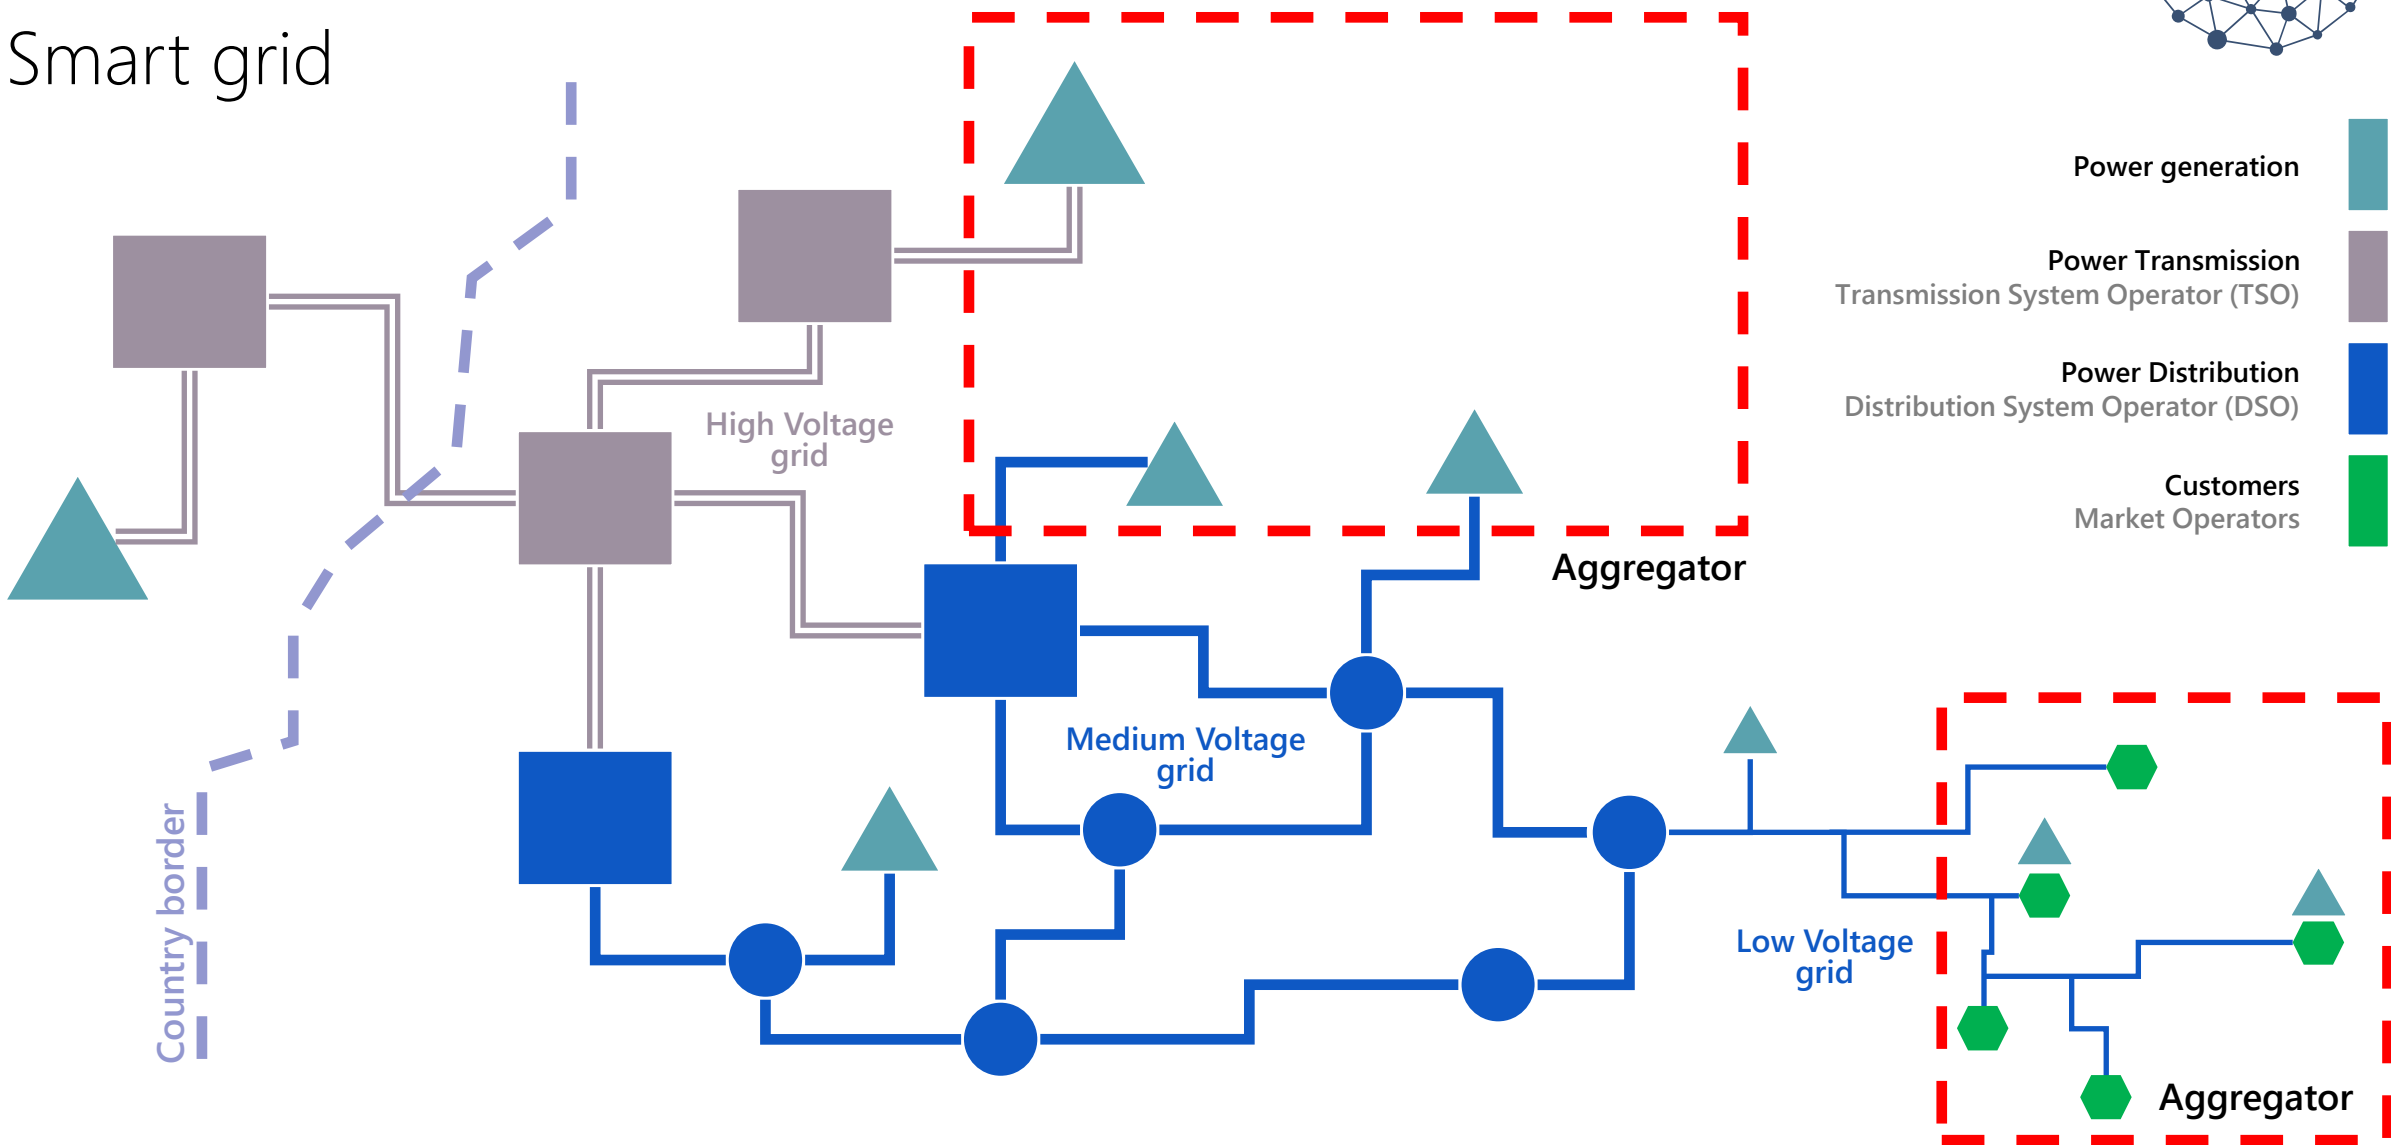 Smart grid
Power generation
Power Transmission
Transmission System Operator (TSO)
Power Distribution
Distribution System Operator (DSO)
Customers
Market Operators
High Voltage
grid
Aggregator
Medium Voltage
grid
Country border
Low Voltage
grid
Aggregator